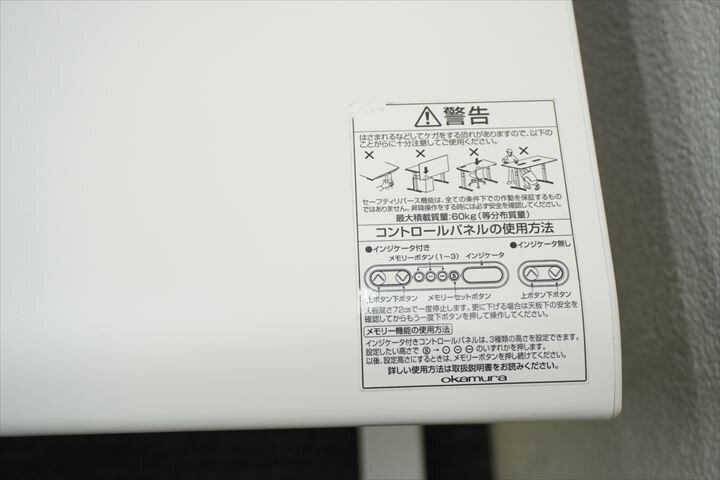 警告
はさまれるなどしてケガをする恐れがありますので、以下の
ことがらに十分注意してご使用ください。
セーフティリバース機能は、全ての条件下での作動を保証するもの
ではありません。昇降操作をする時には必ず安全を確認してください。
最大積載質量:60kg(等分布質量)
コントロールパネルの使用方法
●インジケータ付き
●インジケータ無し
メモリーボタン(1〜3) インジケータ
S
上ボタン下ボタン メモリーセットボタン
上ボタン下ボタン
天板高さ72cmで一度停止します。更に下げる場合は天板下の安全を
確認してからもう一度下ボタンを押して操作してください。
メモリー機能の使用方法
インジケータ付きコントロールパネルは、3種類の高さを設定できます。
設定したい高さで Ⓢ → ・ ・・ ・・・ のいずれかを押します。
以後、設定高さにするときは、メモリーボタンを押し続けてください。
詳しい使用方法は取扱説明書をお読みください。
okamura